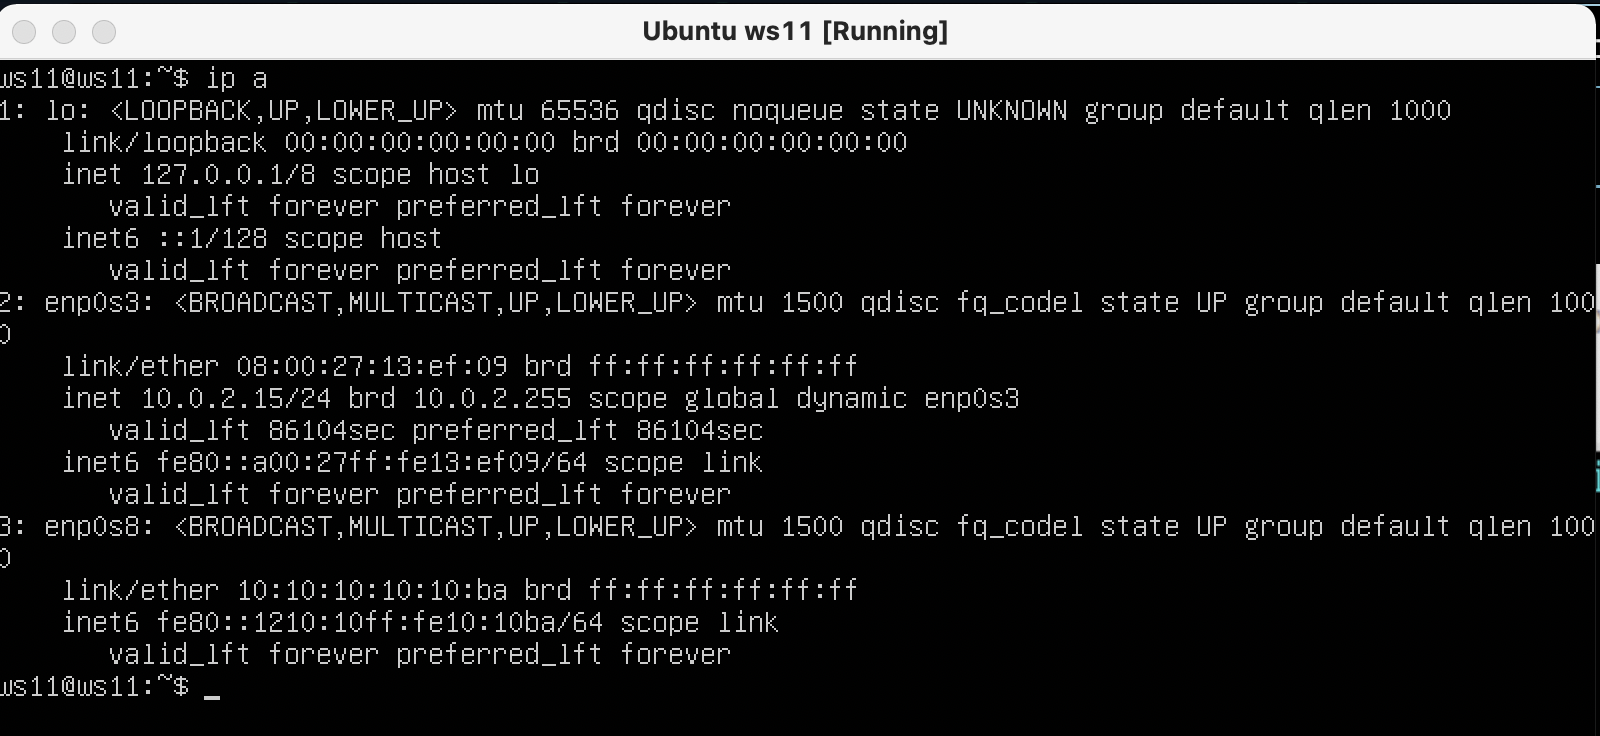 Ubuntu ws11 [Running]
ws11@ws11:~$ ip a
1: lo: <LOOPBACK,UP,LOWER_UP> mtu 65536 qdisc noqueue state UNKNOWN group default qlen 1000
    link/loopback 00:00:00:00:00:00 brd 00:00:00:00:00:00
    inet 127.0.0.1/8 scope host lo
       valid_lft forever preferred_lft forever
    inet6 ::1/128 scope host
       valid_lft forever preferred_lft forever
2: enp0s3: <BROADCAST,MULTICAST,UP,LOWER_UP> mtu 1500 qdisc fq_codel state UP group default qlen 100
0
    link/ether 08:00:27:13:ef:09 brd ff:ff:ff:ff:ff:ff
    inet 10.0.2.15/24 brd 10.0.2.255 scope global dynamic enp0s3
       valid_lft 86104sec preferred_lft 86104sec
    inet6 fe80::a00:27ff:fe13:ef09/64 scope link
       valid_lft forever preferred_lft forever
3: enp0s8: <BROADCAST,MULTICAST,UP,LOWER_UP> mtu 1500 qdisc fq_codel state UP group default qlen 100
0
    link/ether 10:10:10:10:10:ba brd ff:ff:ff:ff:ff:ff
    inet6 fe80::1210:10ff:fe10:10ba/64 scope link
       valid_lft forever preferred_lft forever
ws11@ws11:~$ _